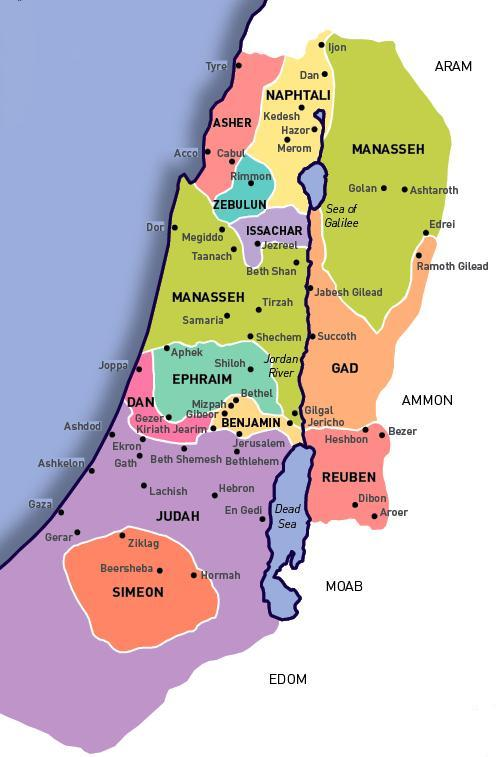 Ijon
Tyre
ARAM
Dan
NAPHTALI
Kedesh
ASHER
Hazor
Merom
MANASSEH
Acco
Cabul
Rimmon
Golan
Ashtaroth
ZEBULUN
Sea of
Galilee
Dor
Megiddo
ISSACHAR
Edrei
Jezreel
Taanach
Beth Shan
Ramoth Gilead
MANASSEH
Jabesh Gilead
Tirzah
Samaria
Shechem
Succoth
Aphek
Joppa
Shiloh
Jordan
River
EPHRAIM
GAD
Bethel
DAN
Mizpah
AMMON
Gibeon
Gilgal
Gezer
BENJAMIN
Jericho
Kiriath Jearim
Ashdod
Bezer
Heshbon
Jerusalem
Ekron
Beth Shemesh
Bethlehem
Ashkelon
Gath
REUBEN
Lachish
Hebron
Dibon
Gaza
En Gedi
Dead
Sea
Aroer
JUDAH
Gerar
Ziklag
Beersheba
Hormah
SIMEON
MOAB
EDOM